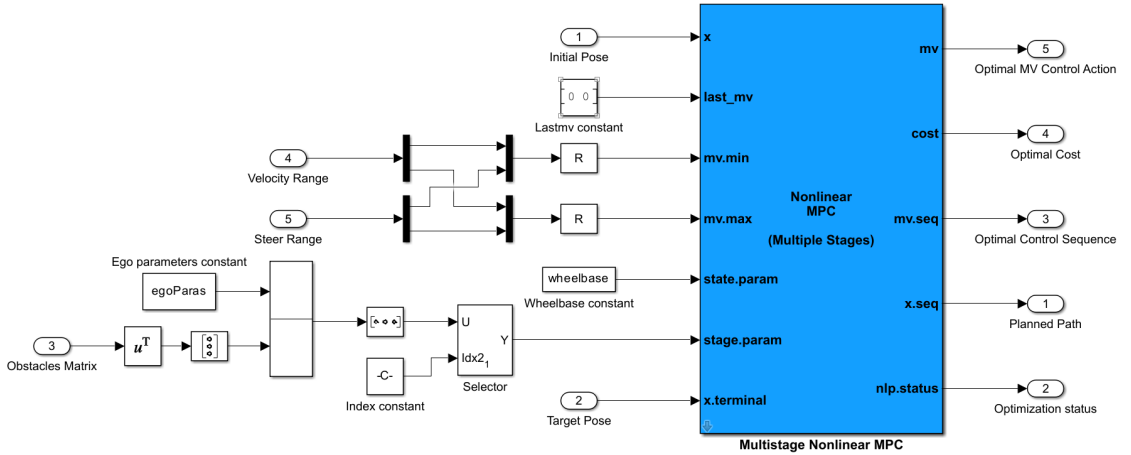 1
Initial Pose
x
mv
5
Optimal MV Control Action
0 0
Lastmv constant
last_mv
cost
4
Optimal Cost
4
Velocity Range
R
mv.min
Nonlinear
MPC
(Multiple Stages)
5
Steer Range
R
mv.max
mv.seq
3
Optimal Control Sequence
Ego parameters constant
egoParas
wheelbase
Wheelbase constant
state.param
x.seq
1
Planned Path
3
Obstacles Matrix
uᵀ
U
Idx2₁
Y
Selector
-C-
Index constant
stage.param
2
Target Pose
x.terminal
nlp.status
2
Optimization status
Multistage Nonlinear MPC